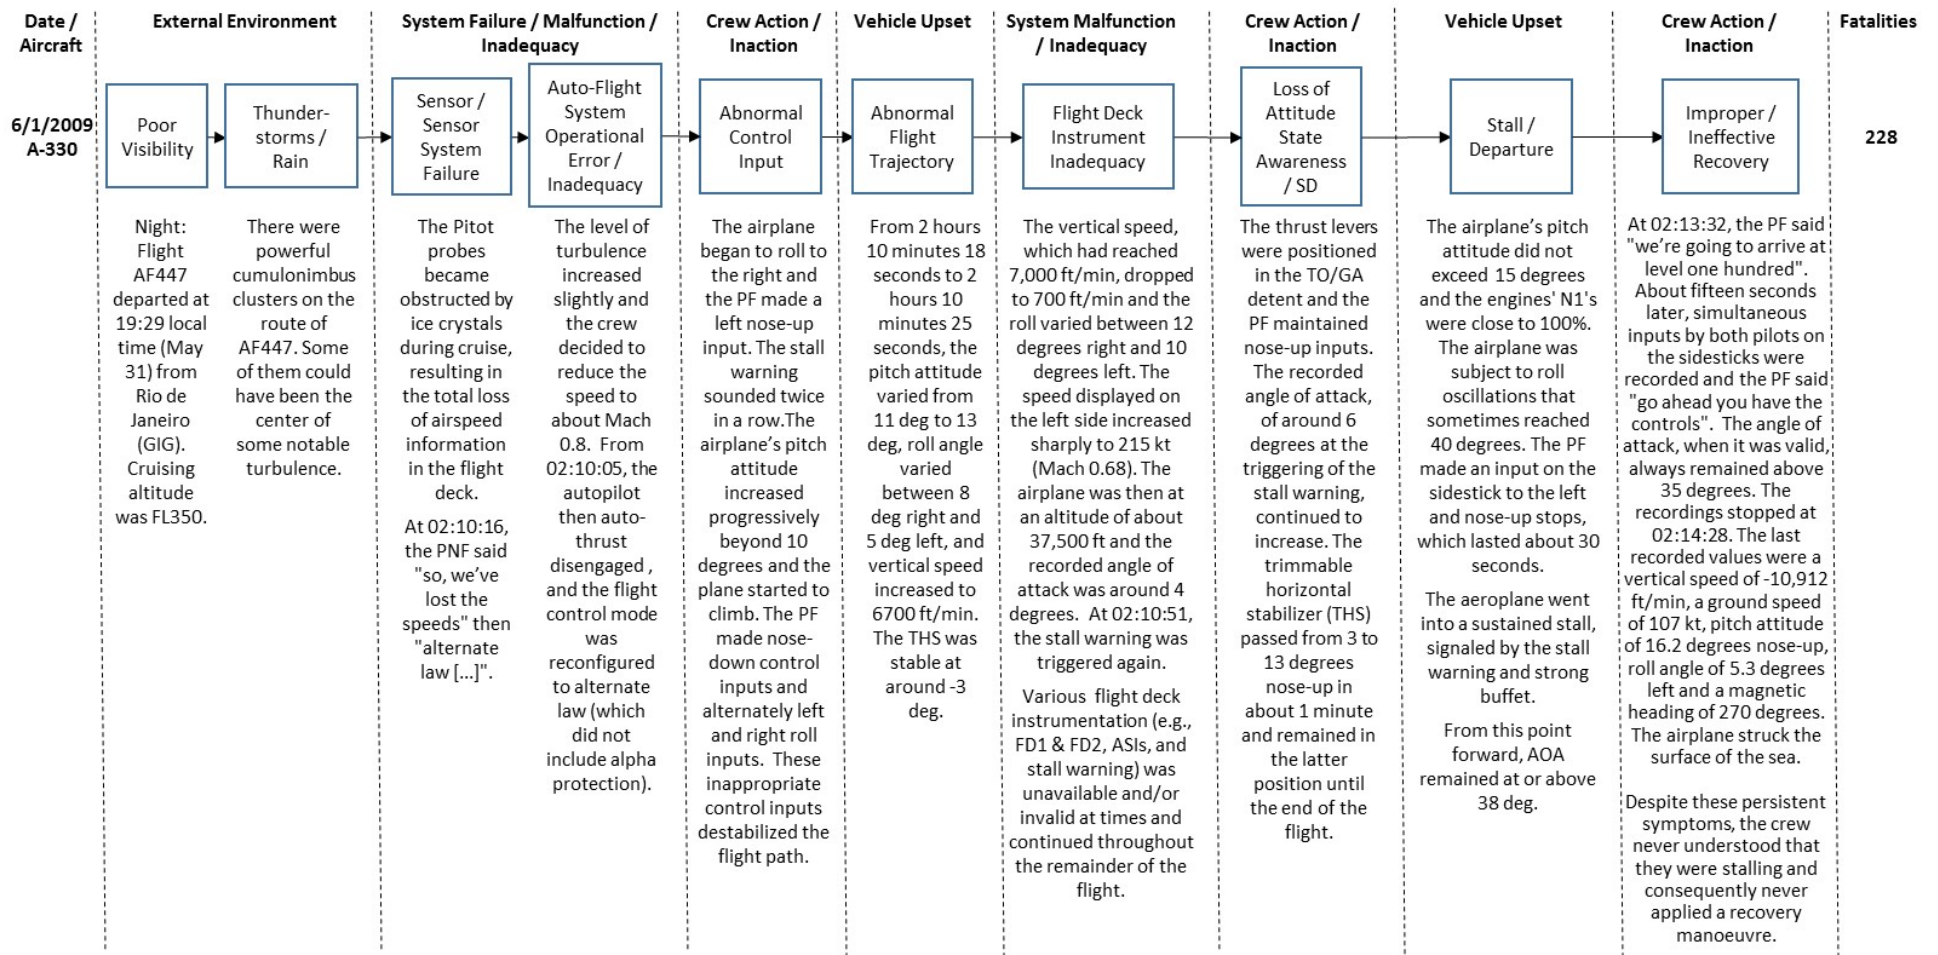 Date /
Aircraft
External Environment
System Failure / Malfunction /
Inadequacy
Crew Action /
Inaction
Vehicle Upset
System Malfunction
/ Inadequacy
Crew Action /
Inaction
Vehicle Upset
Crew Action /
Inaction
Fatalities
6/1/2009
A-330
Poor
Visibility
Thunder-
storms /
Rain
Sensor /
Sensor
System
Failure
Auto-Flight
System
Operational
Error /
Inadequacy
Abnormal
Control
Input
Abnormal
Flight
Trajectory
Flight Deck
Instrument
Inadequacy
Loss of
Attitude
State
Awareness
/ SD
Stall /
Departure
Improper /
Ineffective
Recovery
228
Night:
Flight
AF447
departed at
19:29 local
time (May
31) from
Rio de
Janeiro
(GIG).
Cruising
altitude
was FL350.
There were
powerful
cumulonimbus
clusters on the
route of
AF447. Some
of them could
have been the
center of
some notable
turbulence.
The Pitot
probes
became
obstructed by
ice crystals
during cruise,
resulting in
the total loss
of airspeed
information
in the flight
deck.
At 02:10:16,
the PNF said
"so, we've
lost the
speeds" then
"alternate
law [...]".
The level of
turbulence
increased
slightly and
the crew
decided to
reduce the
speed to
about Mach
0.8.  From
02:10:05, the
autopilot
then auto-
thrust
disengaged ,
and the flight
control mode
was
reconfigured
to alternate
law (which
did not
include alpha
protection).
The airplane
began to roll to
the right and
the PF made a
left nose-up
input. The stall
warning
sounded twice
in a row.The
airplane's pitch
attitude
increased
progressively
beyond 10
degrees and the
plane started to
climb. The PF
made nose-
down control
inputs and
alternately left
and right roll
inputs.  These
inappropriate
control inputs
destabilized the
flight path.
From 2 hours
10 minutes 18
seconds to 2
hours 10
minutes 25
seconds, the
pitch attitude
varied from
11 deg to 13
deg, roll angle
varied
between 8
deg right and
5 deg left, and
vertical speed
increased to
6700 ft/min.
The THS was
stable at
around -3
deg.
The vertical speed,
which had reached
7,000 ft/min, dropped
to 700 ft/min and the
roll varied between 12
degrees right and 10
degrees left. The
speed displayed on
the left side increased
sharply to 215 kt
(Mach 0.68). The
airplane was then at
an altitude of about
37,500 ft and the
recorded angle of
attack was around 4
degrees.  At 02:10:51,
the stall warning was
triggered again.
Various  flight deck
instrumentation (e.g.,
FD1 & FD2, ASIs, and
stall warning) was
unavailable and/or
invalid at times and
continued throughout
the remainder of the
flight.
The thrust levers
were positioned
in the TO/GA
detent and the
PF maintained
nose-up inputs.
The recorded
angle of attack,
of around 6
degrees at the
triggering of the
stall warning,
continued to
increase. The
trimmable
horizontal
stabilizer (THS)
passed from 3 to
13 degrees
nose-up in
about 1 minute
and remained in
the latter
position until
the end of the
flight.
The airplane's pitch
attitude did not
exceed 15 degrees
and the engines' N1's
were close to 100%.
The airplane was
subject to roll
oscillations that
sometimes reached
40 degrees. The PF
made an input on the
sidestick to the left
and nose-up stops,
which lasted about 30
seconds.
The aeroplane went
into a sustained stall,
signaled by the stall
warning and strong
buffet.
From this point
forward, AOA
remained at or above
38 deg.
At 02:13:32, the PF said
"we're going to arrive at
level one hundred".
About fifteen seconds
later, simultaneous
inputs by both pilots on
the sidesticks were
recorded and the PF said
"go ahead you have the
controls".  The angle of
attack, when it was valid,
always remained above
35 degrees. The
recordings stopped at
02:14:28. The last
recorded values were a
vertical speed of -10,912
ft/min, a ground speed
of 107 kt, pitch attitude
of 16.2 degrees nose-up,
roll angle of 5.3 degrees
left and a magnetic
heading of 270 degrees.
The airplane struck the
surface of the sea.
Despite these persistent
symptoms, the crew
never understood that
they were stalling and
consequently never
applied a recovery
manoeuvre.